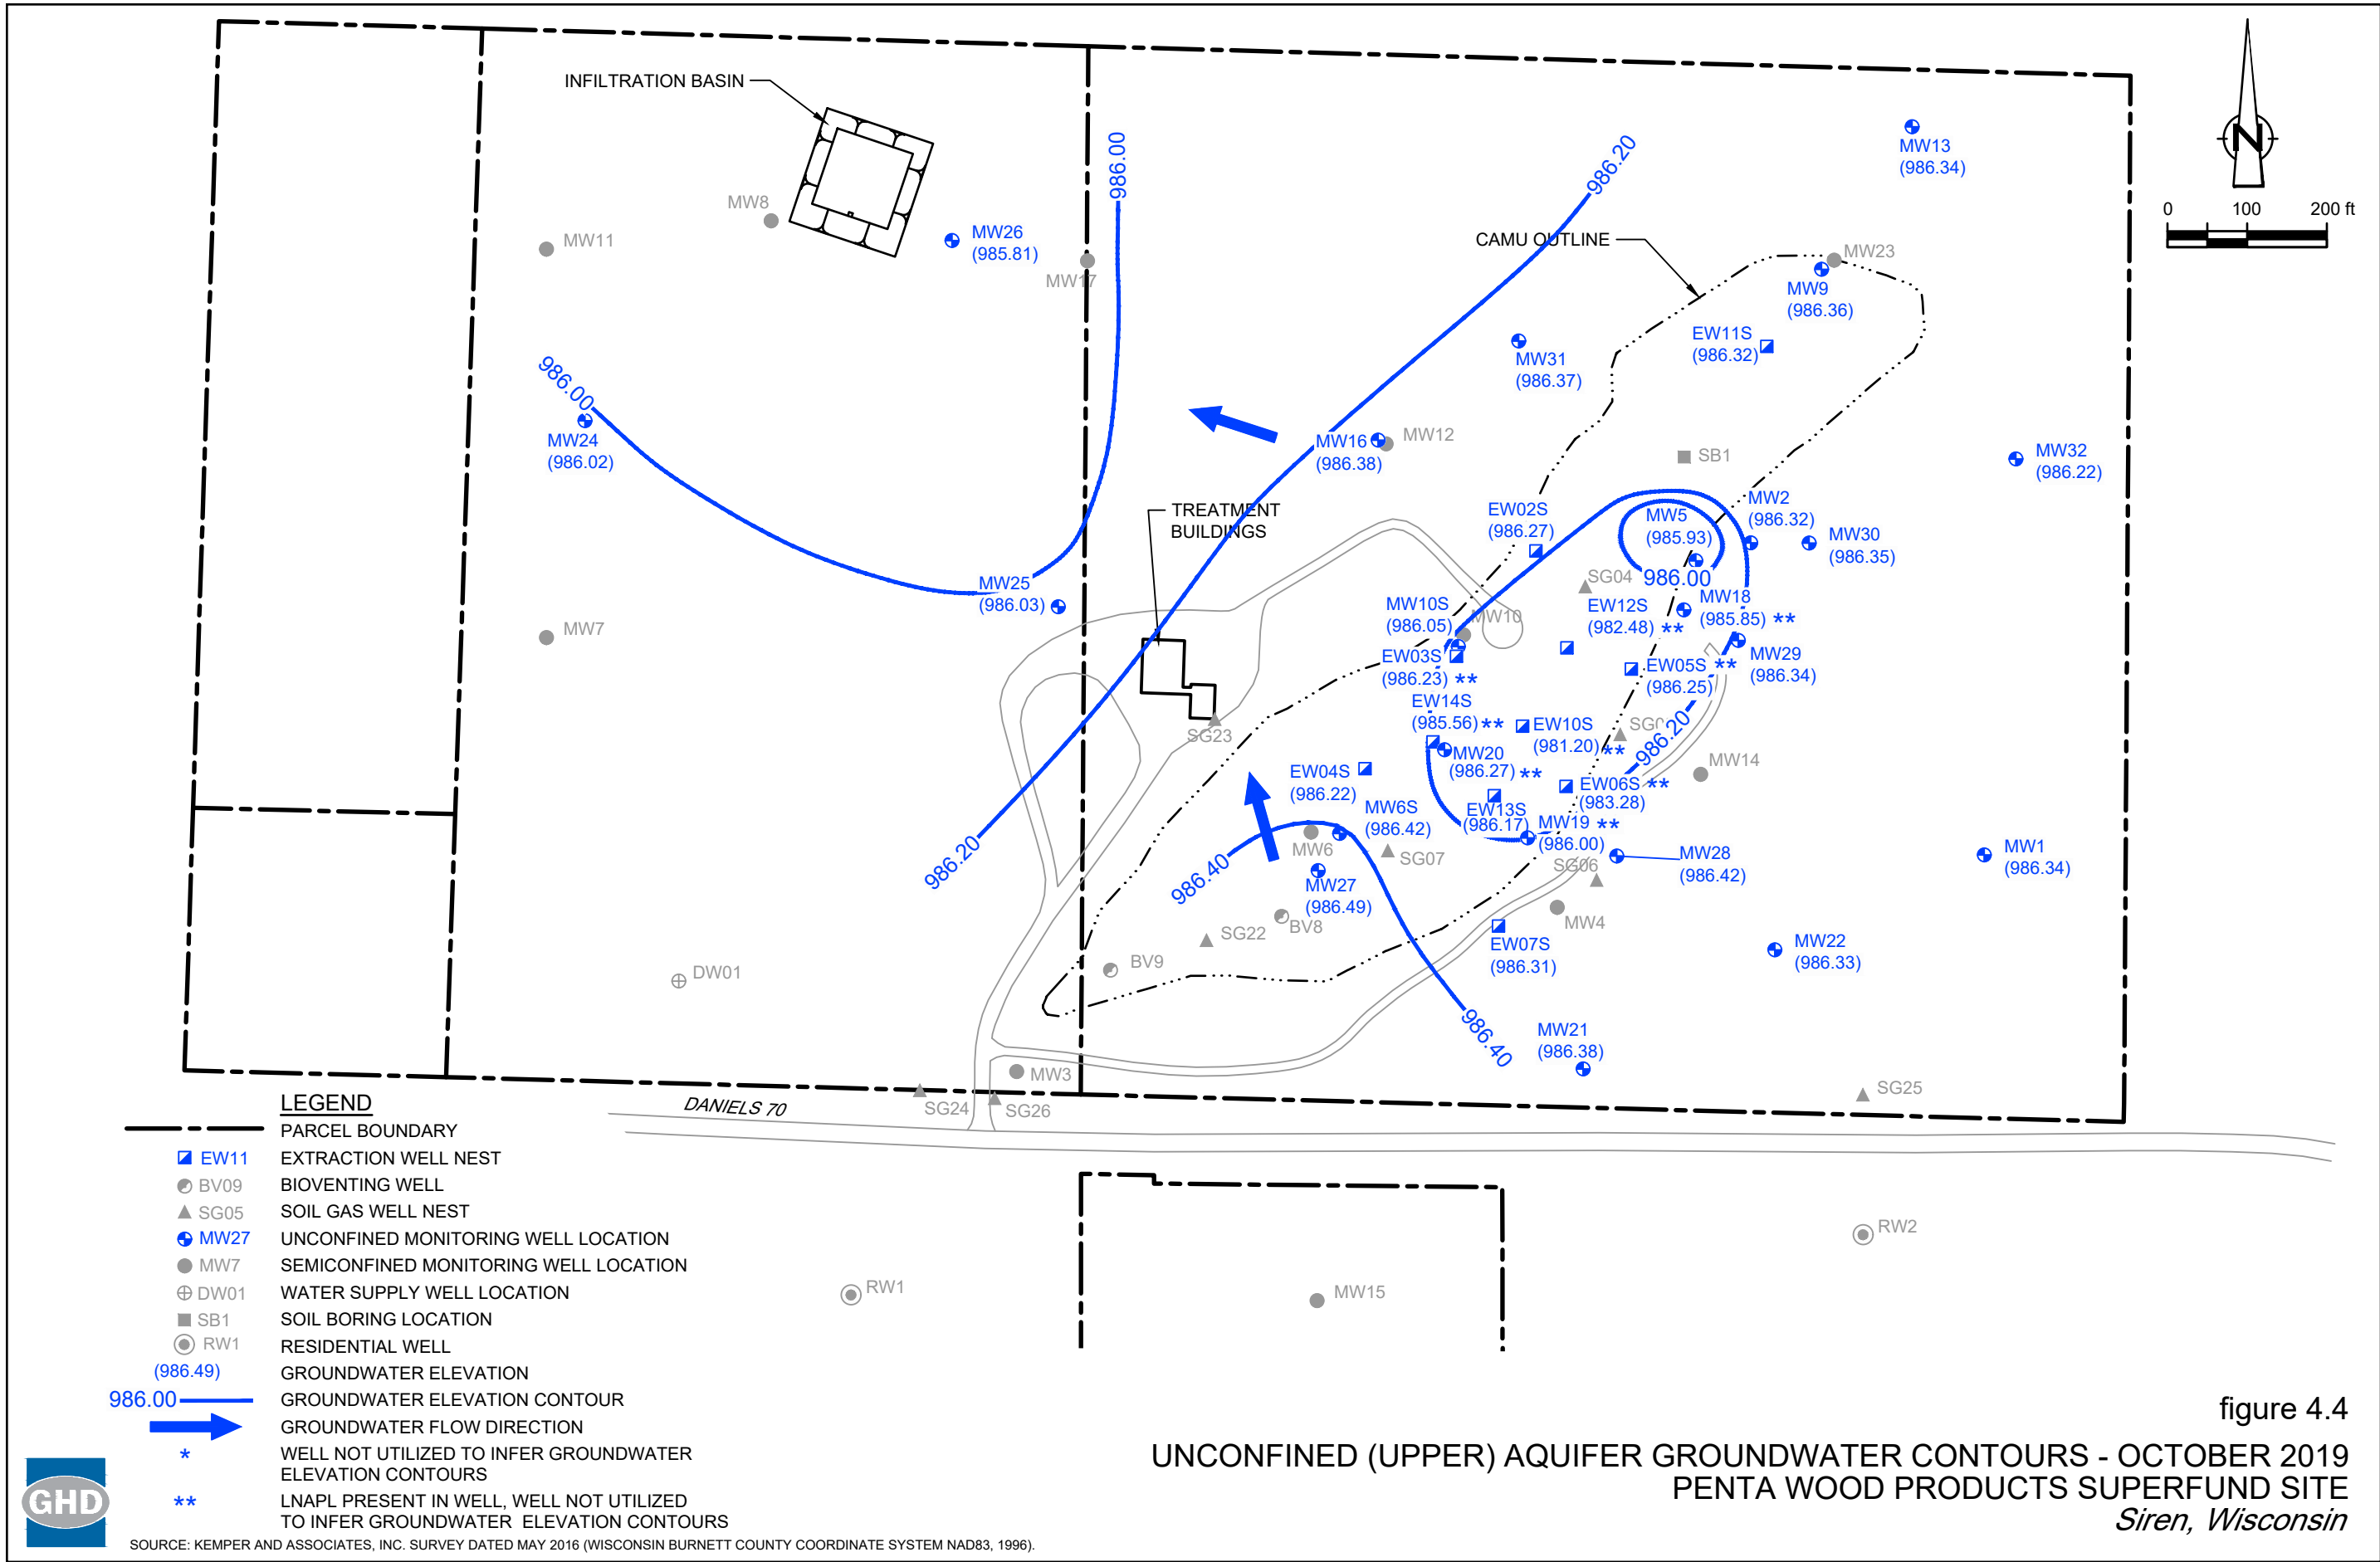 INFILTRATION BASIN
986.00
986.20
MW13
(986.34)
N
0 100 200 ft
MW8
MW11
MW26
(985.81)
MW17
CAMU OUTLINE
MW23
MW9
(986.36)
EW11S
(986.32)
MW31
(986.37)
986.00
MW24
(986.02)
MW16
(986.38)
MW12
SB1
MW32
(986.22)
TREATMENT
BUILDINGS
EW02S
(986.27)
MW5
(985.93)
MW2
(986.32)
MW30
(986.35)
986.00
MW25
(986.03)
SG04
MW7
MW10S
(986.05)
MW10
EW12S
(982.48) **
MW18
(985.85) **
EW03S
(986.23) **
EW05S **
(986.25)
MW29
(986.34)
EW14S
(985.56) **
EW10S
(981.20) **
SG0
986.20
SG23
MW20
(986.27) **
MW14
EW04S
(986.22)
EW06S **
(983.28)
EW13S
(986.17)
MW6S
(986.42)
MW19 **
(986.00)
986.20
986.40
MW6
SG07
SG06
MW28
(986.42)
MW1
(986.34)
MW27
(986.49)
BV8
SG22
MW4
EW07S
(986.31)
MW22
(986.33)
BV9
DW01
986.40
MW21
(986.38)
MW3
SG24
SG26
SG25
DANIELS 70
RW1
MW15
RW2
LEGEND
PARCEL BOUNDARY
EW11 EXTRACTION WELL NEST
BV09 BIOVENTING WELL
SG05 SOIL GAS WELL NEST
MW27 UNCONFINED MONITORING WELL LOCATION
MW7 SEMICONFINED MONITORING WELL LOCATION
DW01 WATER SUPPLY WELL LOCATION
SB1 SOIL BORING LOCATION
RW1 RESIDENTIAL WELL
(986.49) GROUNDWATER ELEVATION
986.00 GROUNDWATER ELEVATION CONTOUR
GROUNDWATER FLOW DIRECTION
* WELL NOT UTILIZED TO INFER GROUNDWATER
ELEVATION CONTOURS
** LNAPL PRESENT IN WELL, WELL NOT UTILIZED
TO INFER GROUNDWATER ELEVATION CONTOURS
GHD
SOURCE: KEMPER AND ASSOCIATES, INC. SURVEY DATED MAY 2016 (WISCONSIN BURNETT COUNTY COORDINATE SYSTEM NAD83, 1996).
figure 4.4
UNCONFINED (UPPER) AQUIFER GROUNDWATER CONTOURS - OCTOBER 2019
PENTA WOOD PRODUCTS SUPERFUND SITE
Siren, Wisconsin